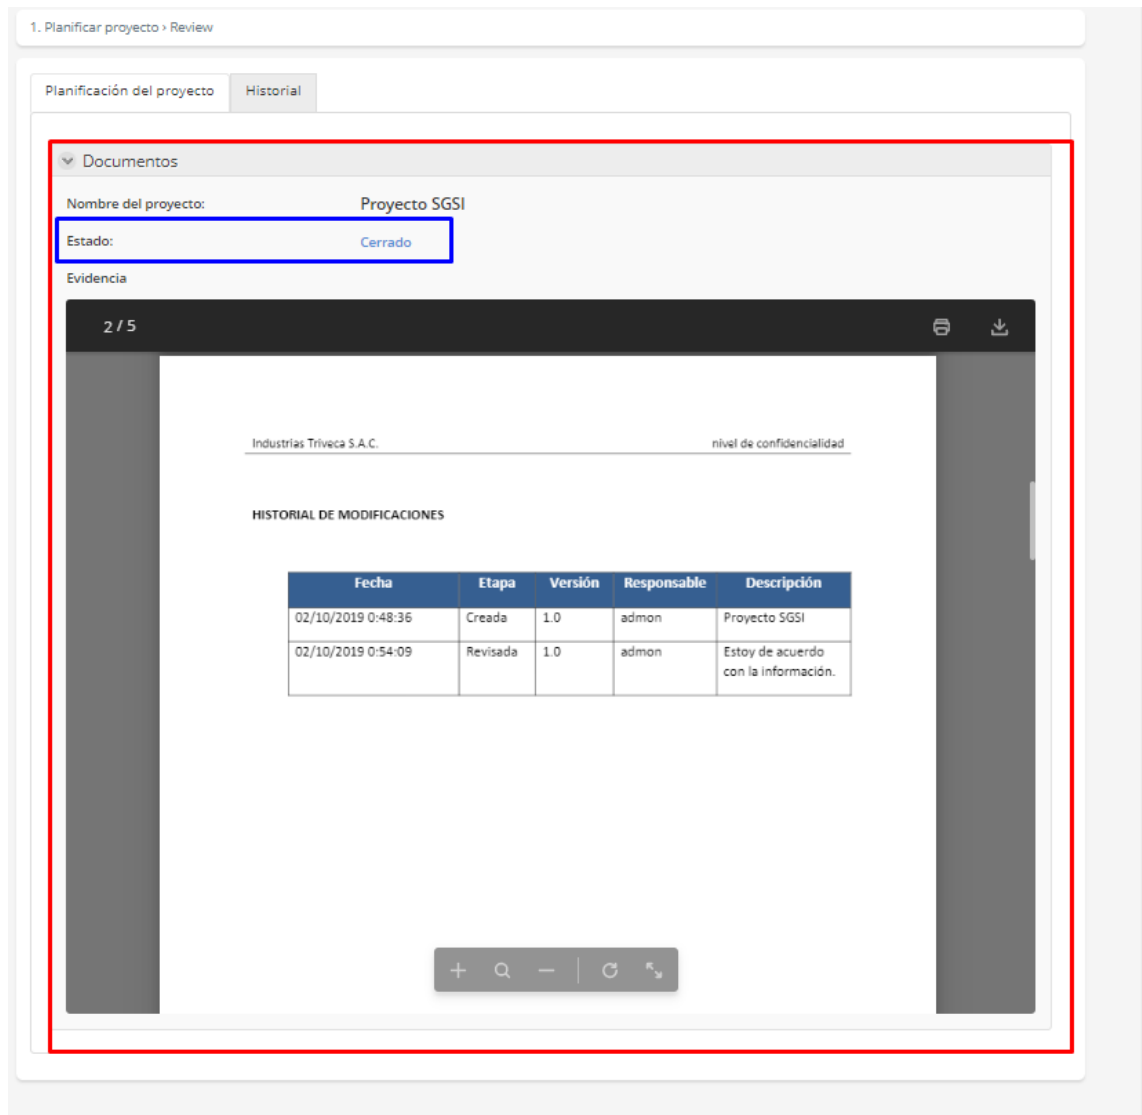 1. Planificar proyecto › Review
Planificación del proyecto Historial
Documentos
Nombre del proyecto: Proyecto SGSI
Estado: Cerrado
Evidencia
2 / 5
Industrias Triveca S.A.C. nivel de confidencialidad
HISTORIAL DE MODIFICACIONES
Fecha Etapa Versión Responsable Descripción
02/10/2019 0:48:36 Creada 1.0 admon Proyecto SGSI
02/10/2019 0:54:09 Revisada 1.0 admon Estoy de acuerdo
con la información.